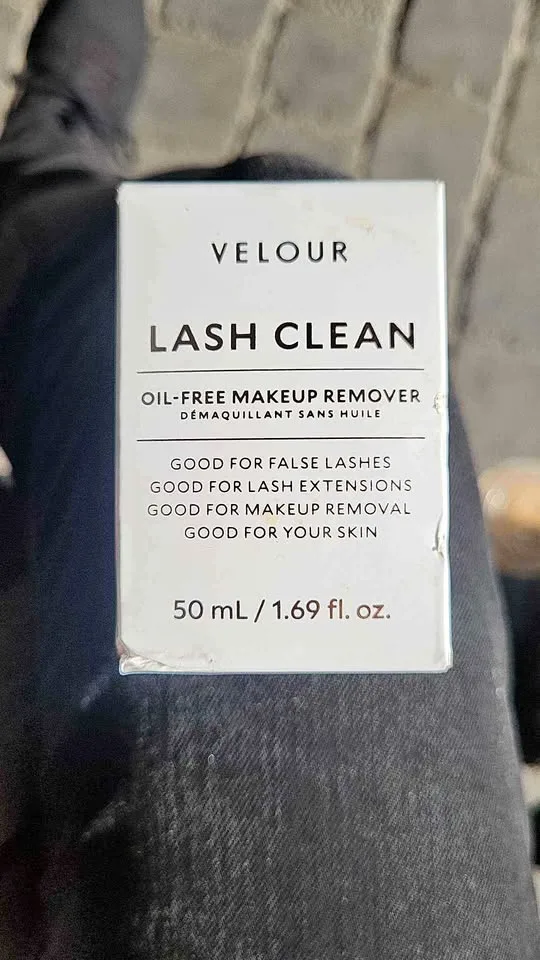 VELOUR
LASH CLEAN
OIL-FREE MAKEUP REMOVER
DÉMAQUILLANT SANS HUILE
GOOD FOR FALSE LASHES
GOOD FOR LASH EXTENSIONS
GOOD FOR MAKEUP REMOVAL
GOOD FOR YOUR SKIN
50 mL / 1.69 fl. oz.